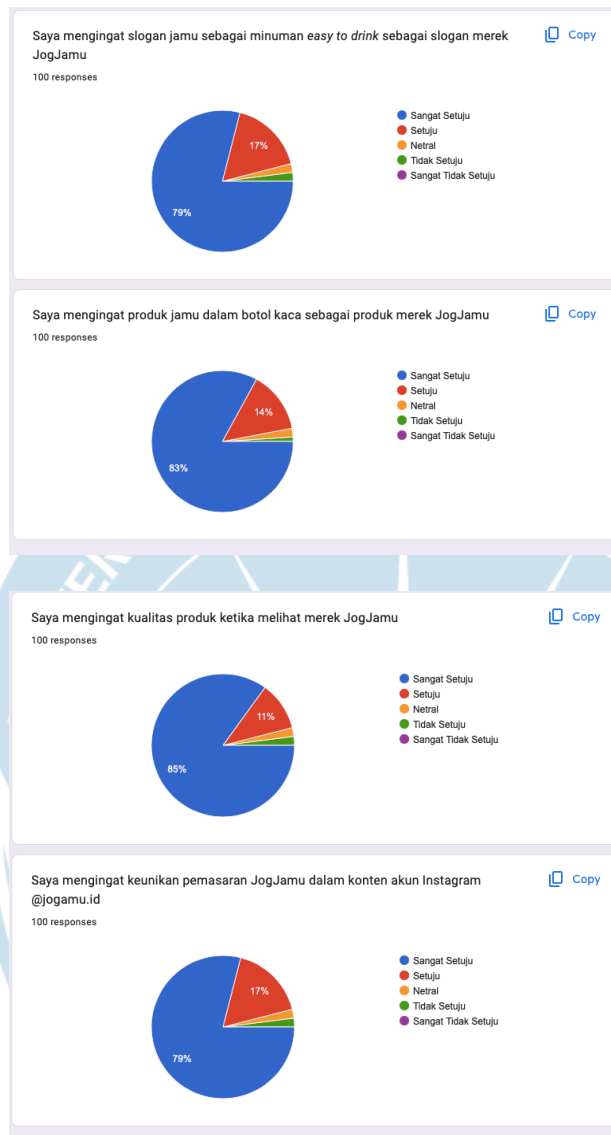 Saya mengingat slogan jamu sebagai minuman easy to drink sebagai slogan merek
JogJamu
Copy
100 responses
Sangat Setuju
Setuju
Netral
Tidak Setuju
Sangat Tidak Setuju
17%
79%
Saya mengingat produk jamu dalam botol kaca sebagai produk merek JogJamu
Copy
100 responses
Sangat Setuju
Setuju
Netral
Tidak Setuju
Sangat Tidak Setuju
14%
83%
Saya mengingat kualitas produk ketika melihat merek JogJamu
Copy
100 responses
Sangat Setuju
Setuju
Netral
Tidak Setuju
Sangat Tidak Setuju
11%
85%
Saya mengingat keunikan pemasaran JogJamu dalam konten akun Instagram
@jogamu.id
Copy
100 responses
Sangat Setuju
Setuju
Netral
Tidak Setuju
Sangat Tidak Setuju
17%
79%